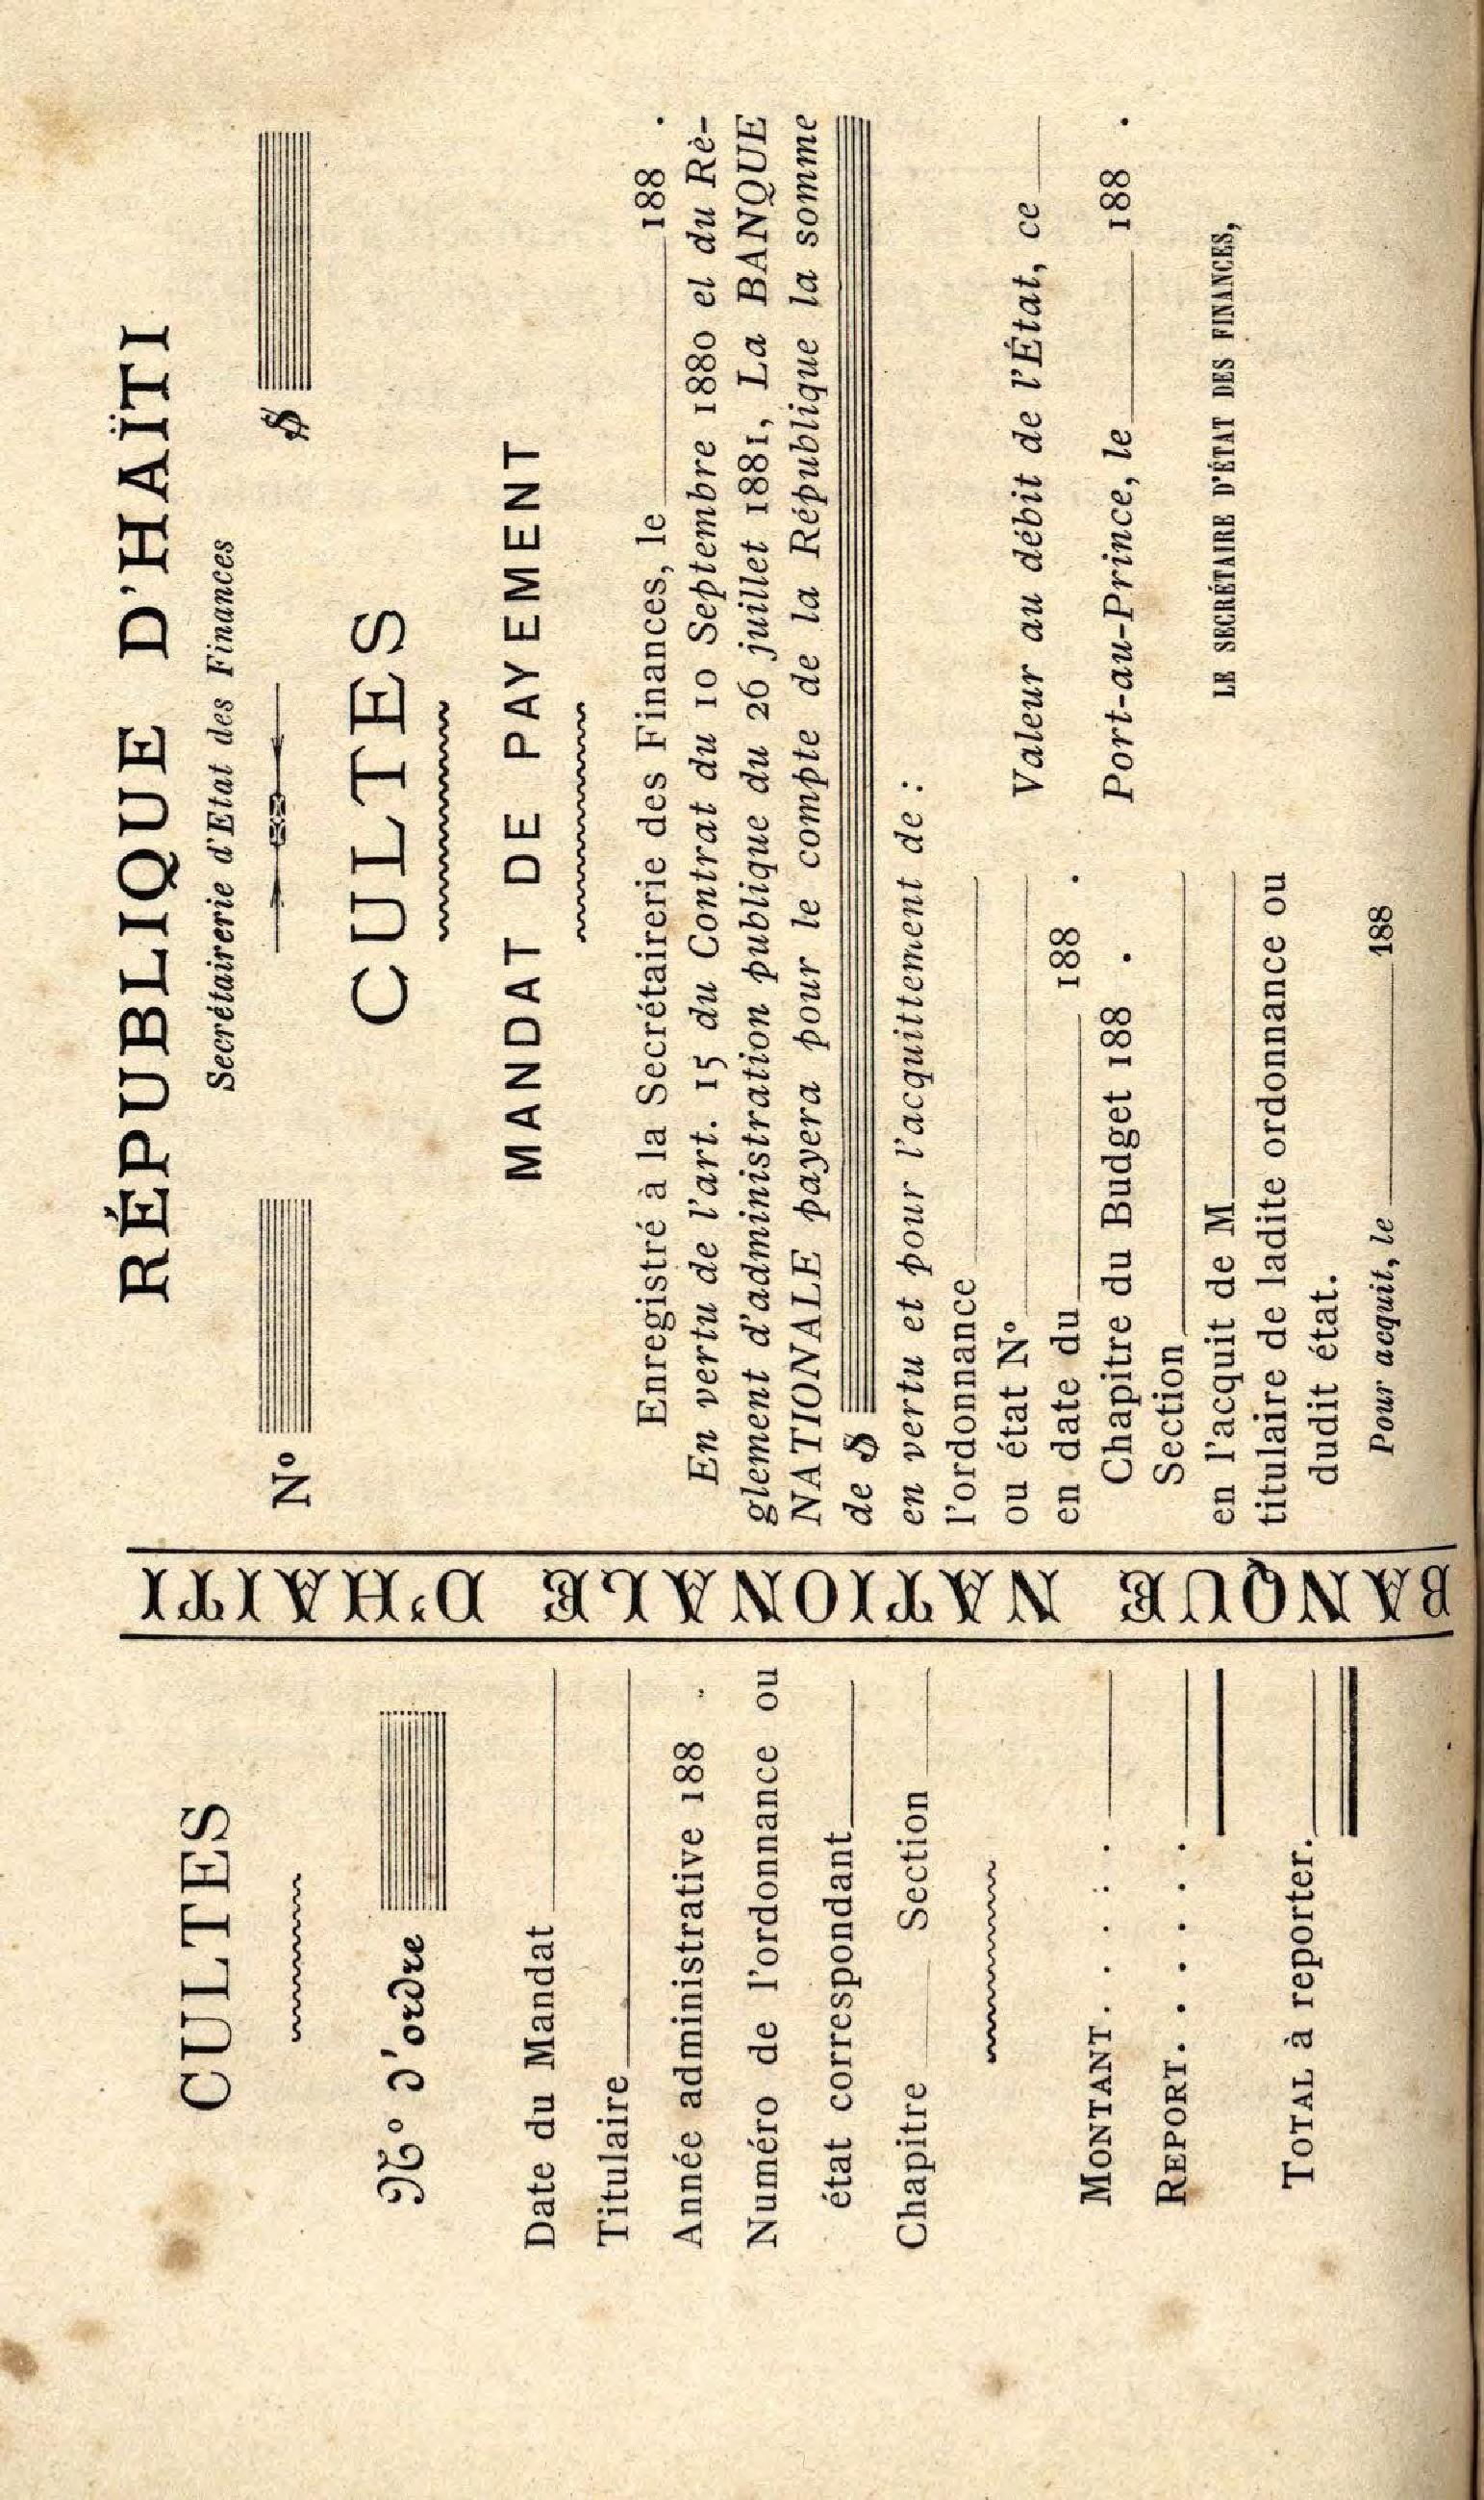 CULTES
No d'ordre
Date du Mandat
Titulaire
Année administrative 188 .
Numéro de l'ordonnance ou
état correspondant
Chapitre Section
MONTANT. . . . .
REPORT. . . . . .
TOTAL à reporter.
BANQUE NATIONALE D'HAITI
RÉPUBLIQUE D'HAÏTI
Secrétairerie d'Etat des Finances
No $
CULTES
MANDAT DE PAYEMENT
Enregistré à la Secrétairerie des Finances, le 188 .
En vertu de l'art. 15 du Contrat du 10 Septembre 1880 el du Rè-
glement d'administration publique du 26 juillet 1881, La BANQUE
NATIONALE payera pour le compte de la République la somme
de $
en vertu et pour l'acquittement de :
l'ordonnance
ou état No
en date du 188 .
Chapitre du Budget 188 .
Section
en l'acquit de M
titulaire de ladite ordonnance ou
dudit état.
Pour acquit, le 188
Valeur au débit de l'État, ce
Port-au-Prince, le 188 .
LE SECRÉTAIRE D'ÉTAT DES FINANCES,